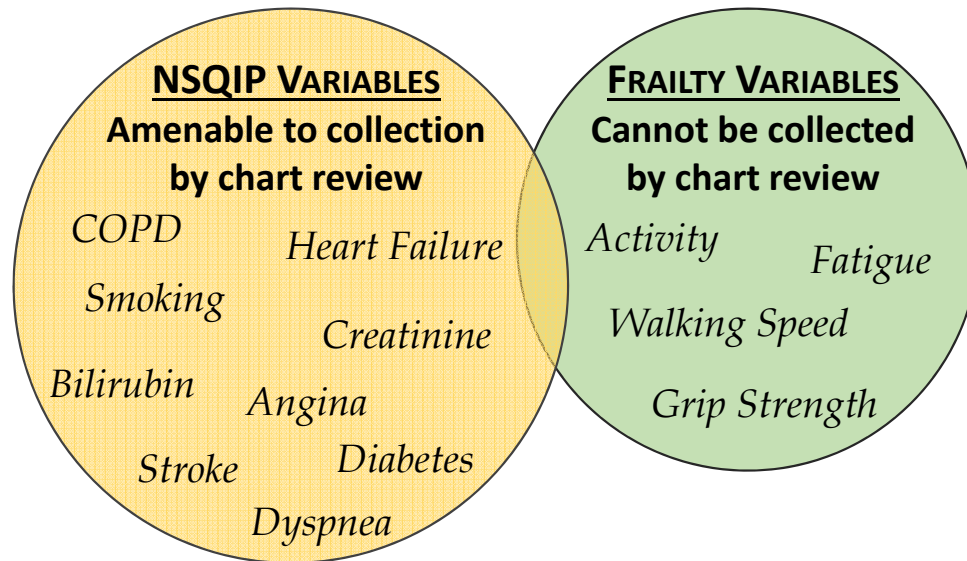 NSQIP VARIABLES
Amenable to collection
by chart review
COPD
Heart Failure
Smoking
Creatinine
Bilirubin
Angina
Stroke
Diabetes
Dyspnea
FRAILTY VARIABLES
Cannot be collected
by chart review
Activity
Fatigue
Walking Speed
Grip Strength